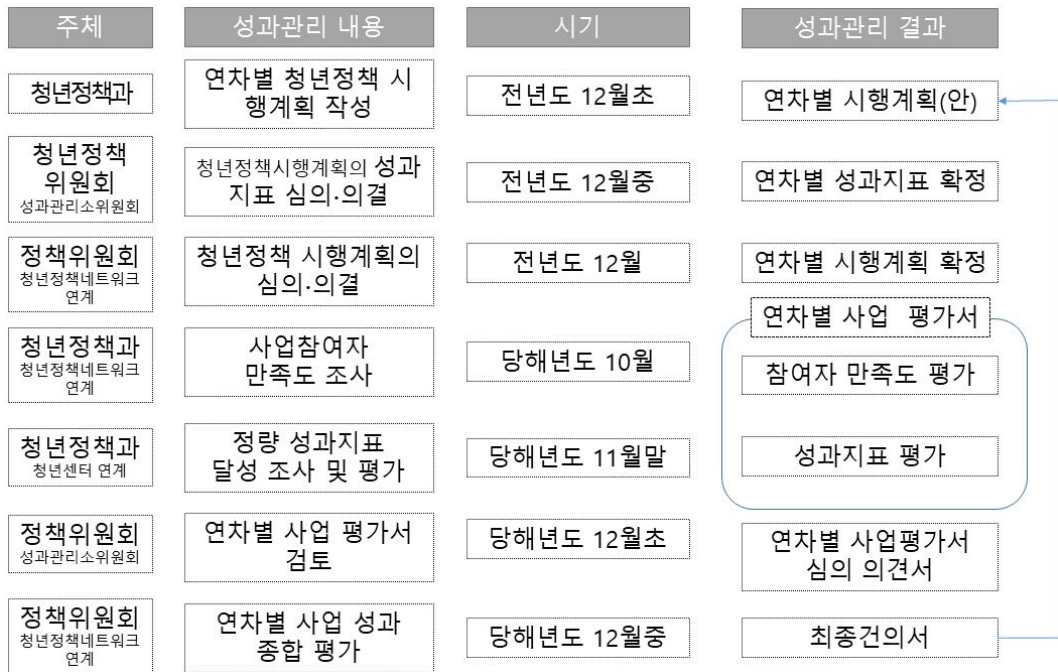 주체
성과관리 내용
시기
성과관리 결과
청년정책과
연차별 청년정책 시
행계획 작성
전년도 12월초
연차별 시행계획(안)
청년정책
위원회
성과관리소위원회
청년정책시행계획의 성과
지표 심의·의결
전년도 12월중
연차별 성과지표 확정
정책위원회
청년정책네트워크
연계
청년정책 시행계획의
심의·의결
전년도 12월
연차별 시행계획 확정
연차별 사업 평가서
청년정책과
청년정책네트워크
연계
사업참여자
만족도 조사
당해년도 10월
참여자 만족도 평가
청년정책과
청년센터 연계
정량 성과지표
달성 조사 및 평가
당해년도 11월말
성과지표 평가
정책위원회
성과관리소위원회
연차별 사업 평가서
검토
당해년도 12월초
연차별 사업평가서
심의 의견서
정책위원회
청년정책네트워크
연계
연차별 사업 성과
종합 평가
당해년도 12월중
최종건의서